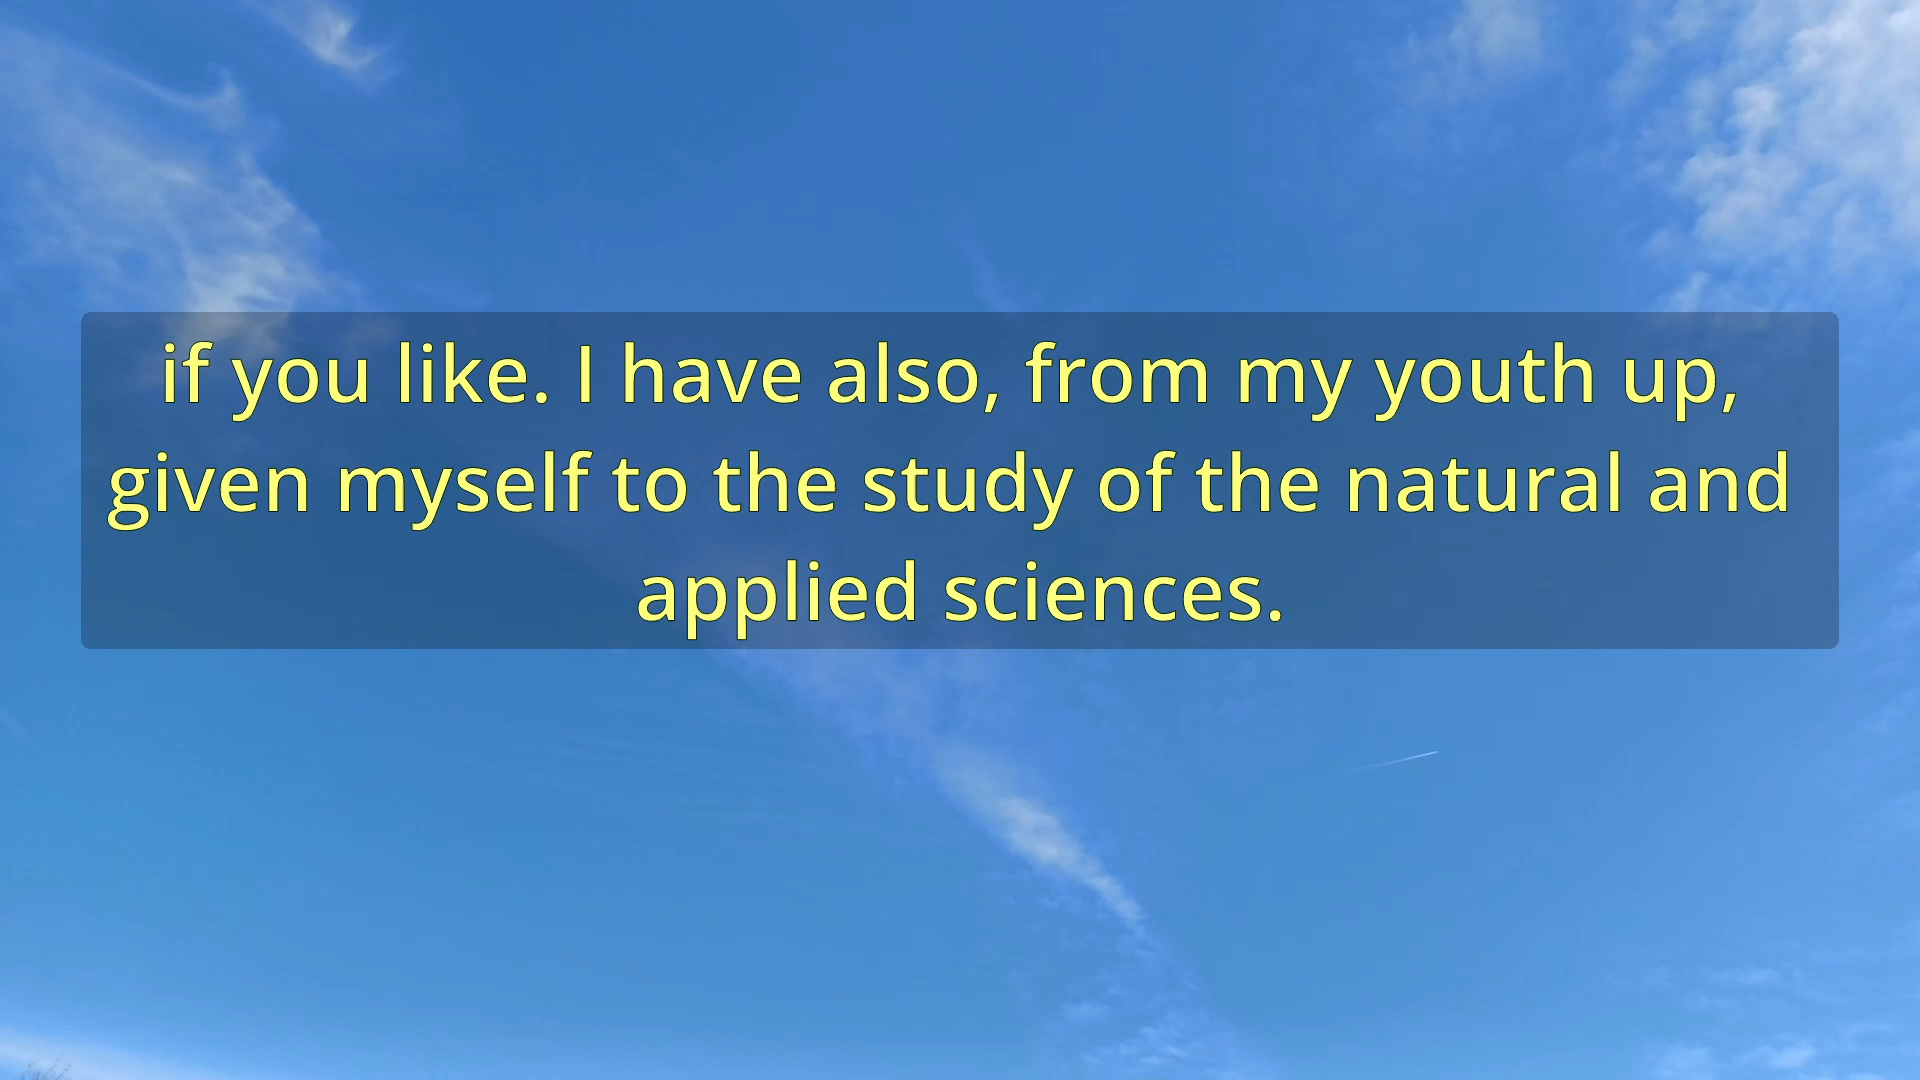 if you like. I have also, from my youth up,
given myself to the study of the natural and
applied sciences.